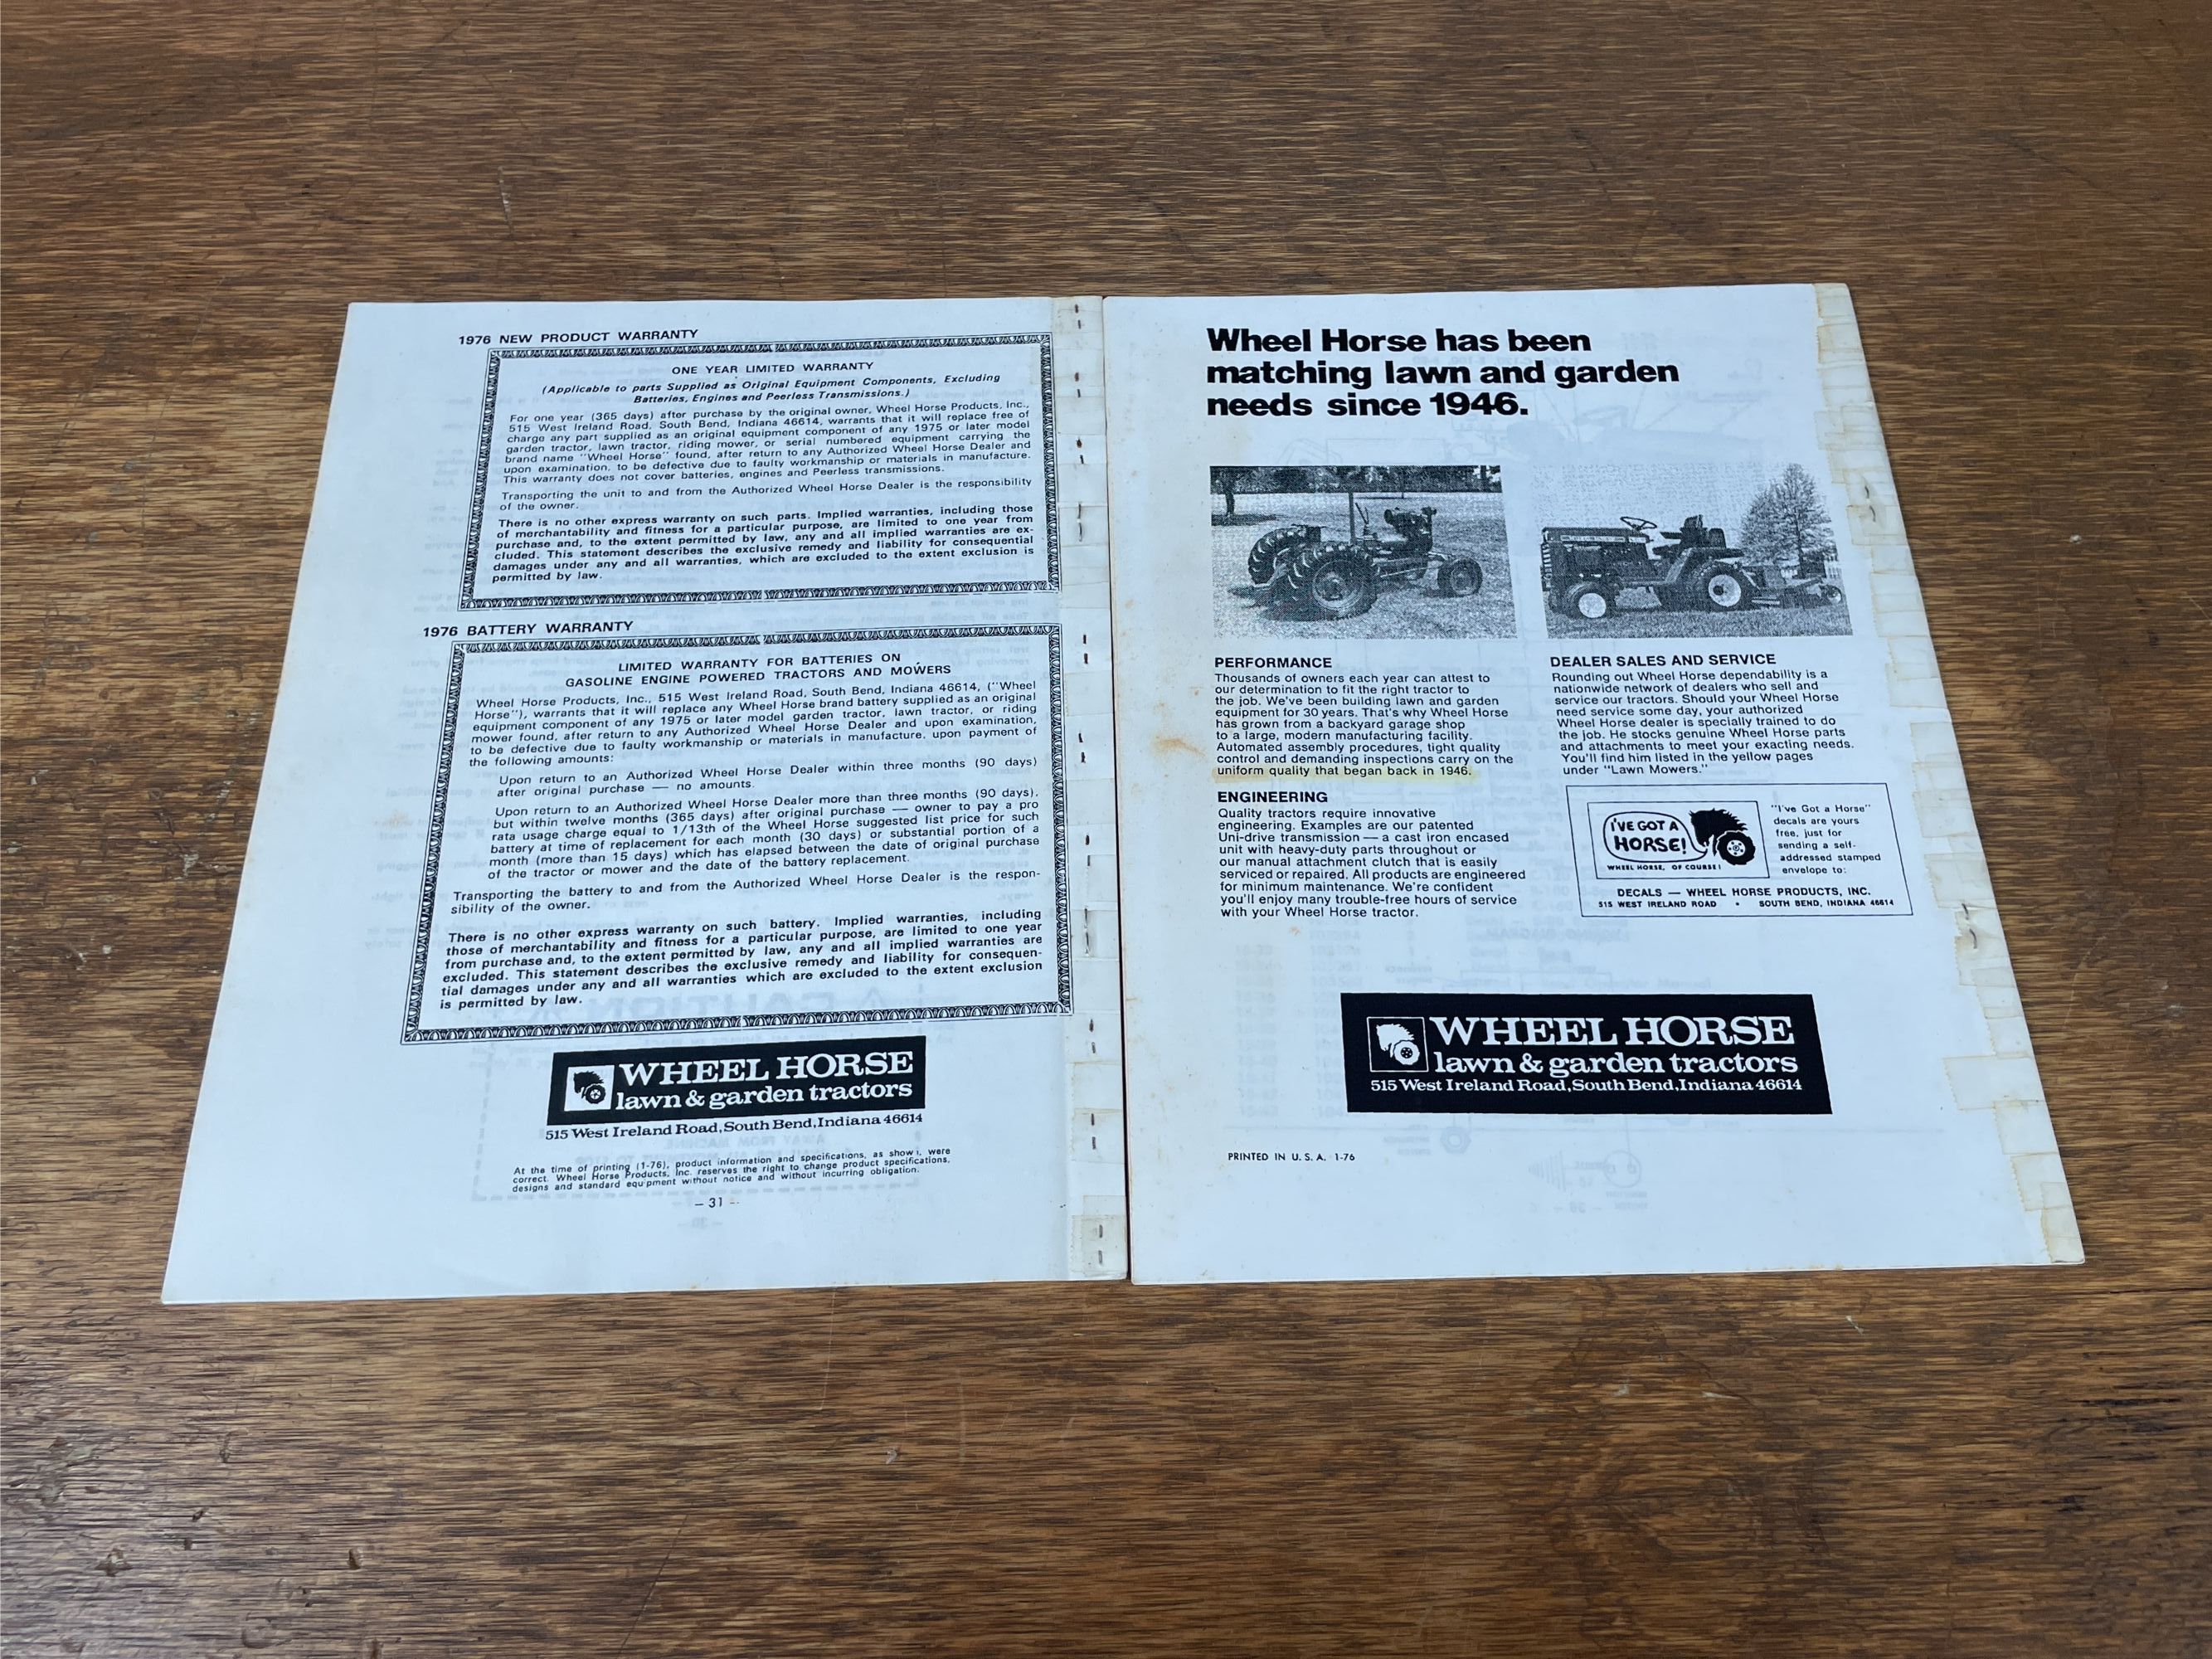 1976 NEW PRODUCT WARRANTY
ONE YEAR LIMITED WARRANTY
(Applicable to parts Supplied as Original Equipment Components, Excluding
Batteries, Engines and Peerless Transmissions.)
For one year (365 days) after purchase by the original owner, Wheel Horse Products, Inc.,
515 West Ireland Road, South Bend, Indiana 46614, warrants that it will replace free of
charge any part supplied as an original equipment component of any 1975 or later model
garden tractor, lawn tractor, riding mower, or serial numbered equipment carrying the
brand name "Wheel Horse" found, after return to any Authorized Wheel Horse Dealer and
upon examination, to be defective due to faulty workmanship or materials in manufacture.
This warranty does not cover batteries, engines and Peerless transmissions.
Transporting the unit to and from the Authorized Wheel Horse Dealer is the responsibility
of the owner.
There is no other express warranty on such parts. Implied warranties, including those
of merchantability and fitness for a particular purpose, are limited to one year from
purchase and, to the extent permitted by law, any and all implied warranties are ex-
cluded. This statement describes the exclusive remedy and liability for consequential
damages under any and all warranties, which are excluded to the extent exclusion is
permitted by law.
1976 BATTERY WARRANTY
LIMITED WARRANTY FOR BATTERIES ON
GASOLINE ENGINE POWERED TRACTORS AND MOWERS
Wheel Horse Products, Inc., 515 West Ireland Road, South Bend, Indiana 46614, ("Wheel
Horse"), warrants that it will replace any Wheel Horse brand battery supplied as an original
equipment component of any 1975 or later model garden tractor, lawn tractor, or riding
mower found, after return to any Authorized Wheel Horse Dealer and upon examination,
to be defective due to faulty workmanship or materials in manufacture, upon payment of
the following amounts:
Upon return to an Authorized Wheel Horse Dealer within three months (90 days)
after original purchase — no amounts.
Upon return to an Authorized Wheel Horse Dealer more than three months (90 days),
but within twelve months (365 days) after original purchase — owner to pay a pro
rata usage charge equal to 1/13th of the Wheel Horse suggested list price for such
battery at time of replacement for each month (30 days) or substantial portion of a
month (more than 15 days) which has elapsed between the date of original purchase
of the tractor or mower and the date of the battery replacement.
Transporting the battery to and from the Authorized Wheel Horse Dealer is the respon-
sibility of the owner.
There is no other express warranty on such battery. Implied warranties, including
those of merchantability and fitness for a particular purpose, are limited to one year
from purchase and, to the extent permitted by law, any and all implied warranties are
excluded. This statement describes the exclusive remedy and liability for consequen-
tial damages under any and all warranties which are excluded to the extent exclusion
is permitted by law.
WHEEL HORSE
lawn & garden tractors
515 West Ireland Road, South Bend, Indiana 46614
At the time of printing (1-76), product information and specifications, as shown, were
correct. Wheel Horse Products, Inc. reserves the right to change product specifications,
designs and standard equipment without notice and without incurring obligation.
– 31 –
Wheel Horse has been
matching lawn and garden
needs since 1946.
PERFORMANCE
Thousands of owners each year can attest to
our determination to fit the right tractor to
the job. We've been building lawn and garden
equipment for 30 years. That's why Wheel Horse
has grown from a backyard garage shop
to a large, modern manufacturing facility.
Automated assembly procedures, tight quality
control and demanding inspections carry on the
uniform quality that began back in 1946.
ENGINEERING
Quality tractors require innovative
engineering. Examples are our patented
Uni-drive transmission — a cast iron encased
unit with heavy-duty parts throughout or
our manual attachment clutch that is easily
serviced or repaired. All products are engineered
for minimum maintenance. We're confident
you'll enjoy many trouble-free hours of service
with your Wheel Horse tractor.
DEALER SALES AND SERVICE
Rounding out Wheel Horse dependability is a
nationwide network of dealers who sell and
service our tractors. Should your Wheel Horse
need service some day, your authorized
Wheel Horse dealer is specially trained to do
the job. He stocks genuine Wheel Horse parts
and attachments to meet your exacting needs.
You'll find him listed in the yellow pages
under "Lawn Mowers."
I'VE GOT A
HORSE!
WHEEL HORSE, OF COURSE!
"I've Got a Horse"
decals are yours
free, just for
sending a self-
addressed stamped
envelope to:
DECALS — WHEEL HORSE PRODUCTS, INC.
515 WEST IRELAND ROAD • SOUTH BEND, INDIANA 46614
WHEEL HORSE
lawn & garden tractors
515 West Ireland Road, South Bend, Indiana 46614
PRINTED IN U. S. A. 1-76